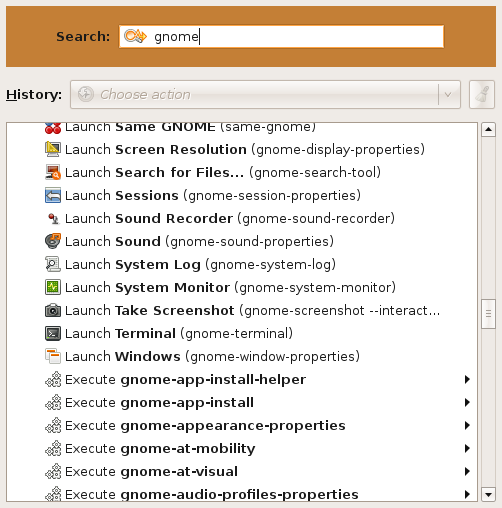 Search: gnome
History: Choose action
Launch Same GNOME (same-gnome)
Launch Screen Resolution (gnome-display-properties)
Launch Search for Files... (gnome-search-tool)
Launch Sessions (gnome-session-properties)
Launch Sound Recorder (gnome-sound-recorder)
Launch Sound (gnome-sound-properties)
Launch System Log (gnome-system-log)
Launch System Monitor (gnome-system-monitor)
Launch Take Screenshot (gnome-screenshot --interact...
Launch Terminal (gnome-terminal)
Launch Windows (gnome-window-properties)
Execute gnome-app-install-helper
Execute gnome-app-install
Execute gnome-appearance-properties
Execute gnome-at-mobility
Execute gnome-at-visual
Execute gnome-audio-profiles-properties